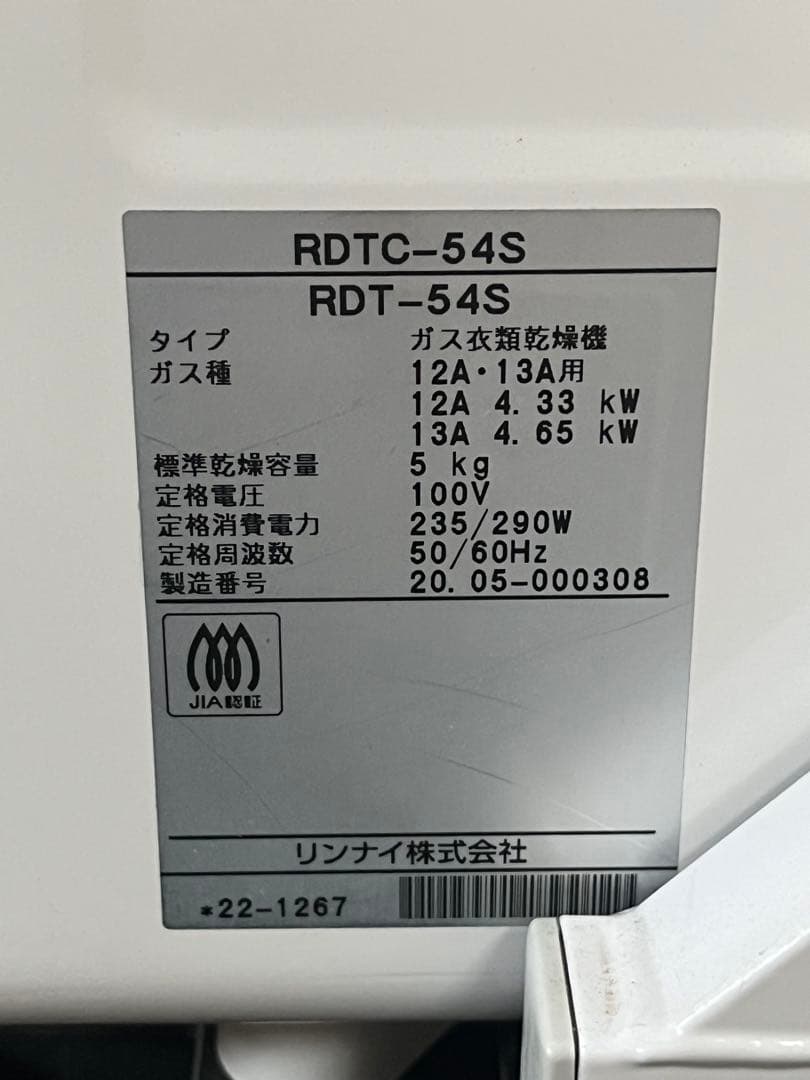 RDTC-54S
RDT-54S
タイプ ガス衣類乾燥機
ガス種 12A・13A用
12A 4.33 kW
13A 4.65 kW
標準乾燥容量 5 kg
定格電圧 100V
定格消費電力 235/290W
定格周波数 50/60Hz
製造番号 20.05-000308
JIA認証
リンナイ株式会社
*22-1267